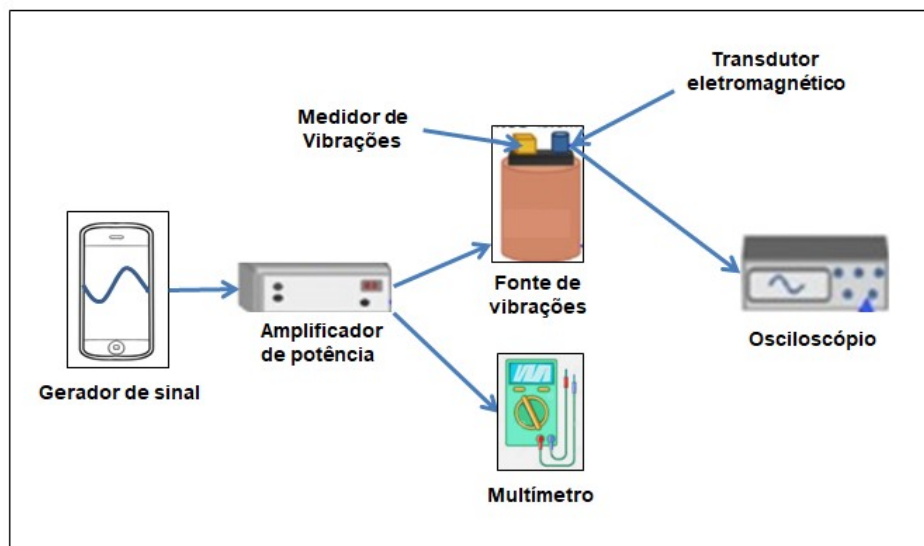 Transdutor
eletromagnético
Medidor de
Vibrações
Fonte de
vibrações
Amplificador
de potência
Osciloscópio
Gerador de sinal
Multímetro